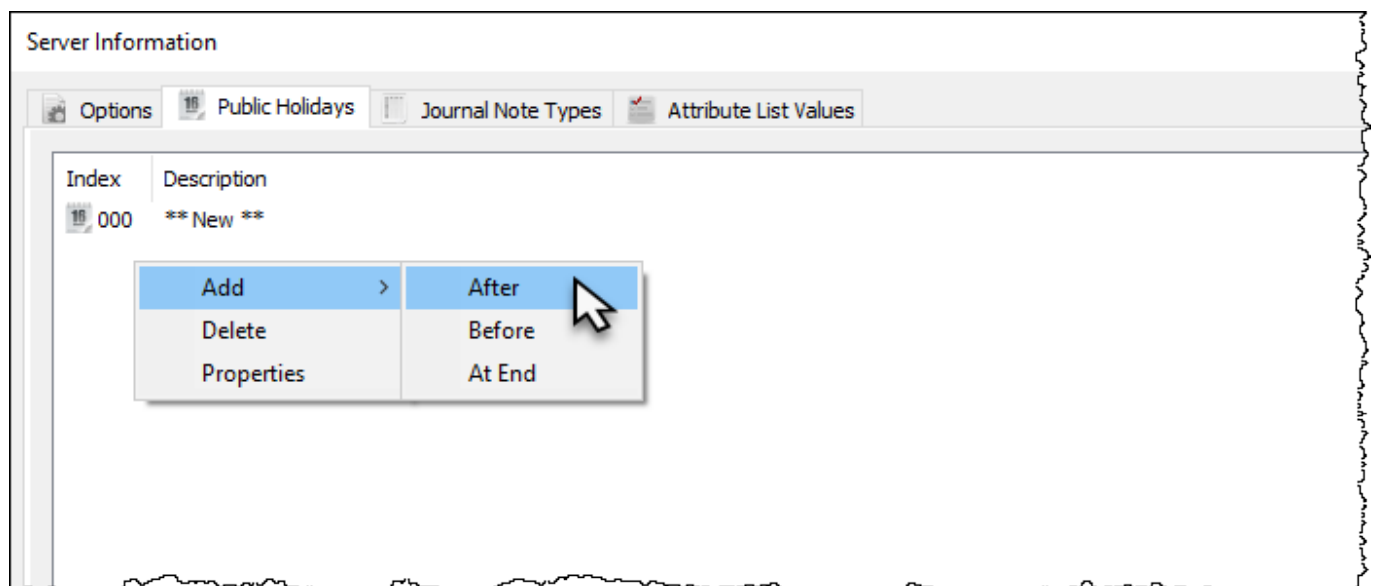 Server Information
Options Public Holidays Journal Note Types Attribute List Values
Index Description
16 000 ** New **
Add > After
Delete Before
Properties At End